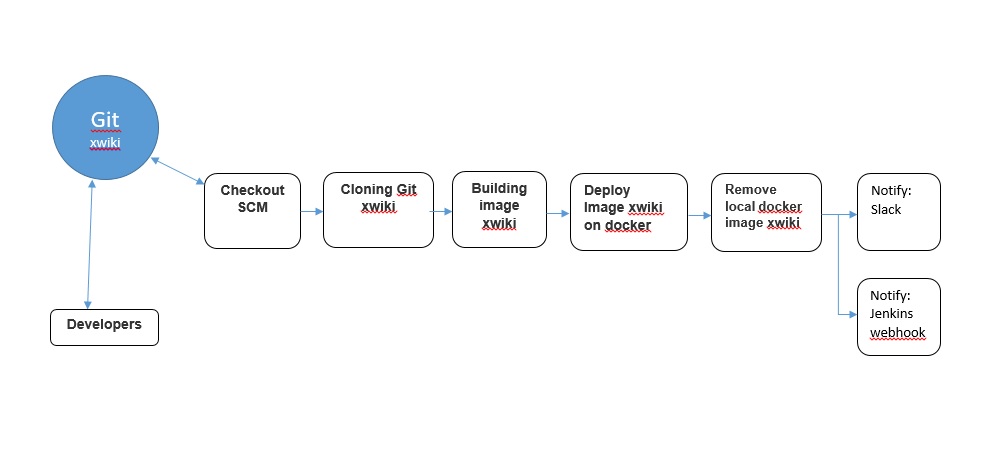 Git
xwiki
Checkout
SCM
Cloning Git
xwiki
Building
image
xwiki
Deploy
Image xwiki
on docker
Remove
local docker
image xwiki
Notify:
Slack
Notify:
Jenkins
webhook
Developers